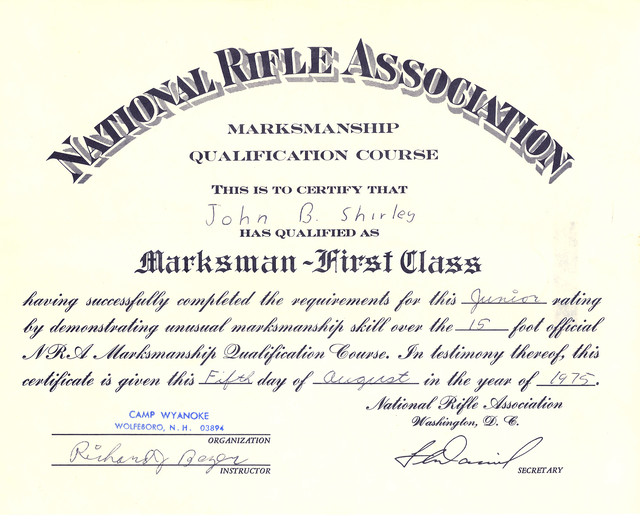 NATIONAL RIFLE ASSOCIATION
MARKSMANSHIP
QUALIFICATION COURSE
THIS IS TO CERTIFY THAT
John B. Shirley
HAS QUALIFIED AS
Marksman-First Class
having successfully completed the requirements for this Junior rating
by demonstrating unusual marksmanship skill over the 15 foot official
NRA Marksmanship Qualification Course. In testimony thereof, this
certificate is given this Fifth day of August in the year of 1975.
National Rifle Association
Washington, D. C.
CAMP WYANOKE
WOLFEBORO, N. H. 03894
ORGANIZATION
Richard J
INSTRUCTOR
SECRETARY